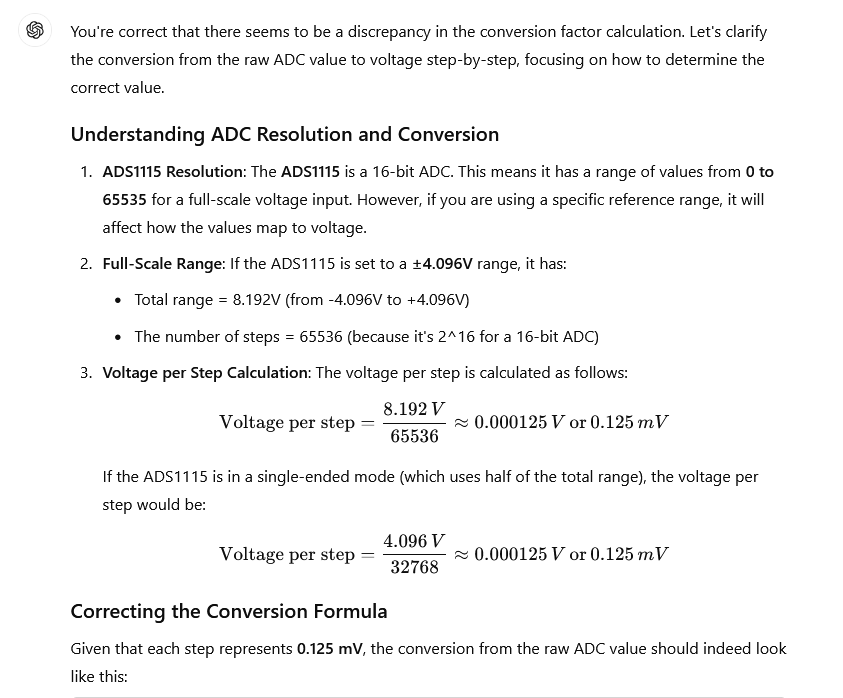 You're correct that there seems to be a discrepancy in the conversion factor calculation. Let's clarify
the conversion from the raw ADC value to voltage step-by-step, focusing on how to determine the
correct value.
Understanding ADC Resolution and Conversion
1. ADS1115 Resolution: The ADS1115 is a 16-bit ADC. This means it has a range of values from 0 to
65535 for a full-scale voltage input. However, if you are using a specific reference range, it will
affect how the values map to voltage.
2. Full-Scale Range: If the ADS1115 is set to a ±4.096V range, it has:
• Total range = 8.192V (from -4.096V to +4.096V)
• The number of steps = 65536 (because it's 2^16 for a 16-bit ADC)
3. Voltage per Step Calculation: The voltage per step is calculated as follows:
Voltage per step = 8.192 V / 65536 ≈ 0.000125 V or 0.125 mV
If the ADS1115 is in a single-ended mode (which uses half of the total range), the voltage per
step would be:
Voltage per step = 4.096 V / 32768 ≈ 0.000125 V or 0.125 mV
Correcting the Conversion Formula
Given that each step represents 0.125 mV, the conversion from the raw ADC value should indeed look
like this: